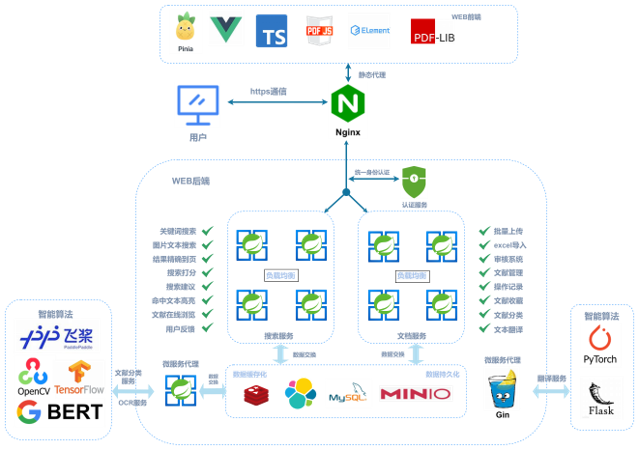 WEB前端
Pinia
TS
PDF JS
Element
PDF-LIB
静态代理
https通信
用户
N
Nginx
WEB后端
统一身份认证
认证服务
关键词搜索
图片文本搜索
结果精确到页
搜索打分
搜索建议
命中文本高亮
文献在线浏览
用户反馈
负载均衡
搜索服务
负载均衡
文档服务
批量上传
excel导入
审核系统
文献管理
操作记录
文献收藏
文献分类
文本翻译
数据交换
数据交换
智能算法
飞桨
PaddlePaddle
OpenCV
TensorFlow
G BERT
文献分类
服务
OCR服务
微服务代理
数据
交换
数据缓存化
数据持久化
MySQL
MINIO
微服务代理
Gin
翻译服务
智能算法
PyTorch
Flask